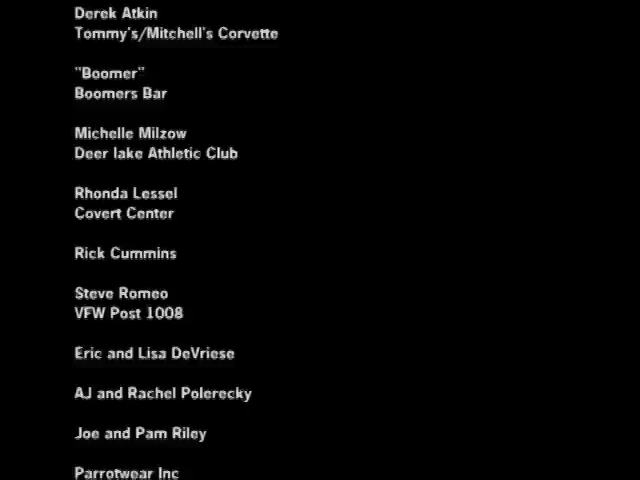 Derek Atkin
Tommy's/Mitchell's Corvette
"Boomer"
Boomers Bar
Michelle Milzow
Deer lake Athletic Club
Rhonda Lessel
Covert Center
Rick Cummins
Steve Romeo
VFW Post 1008
Eric and Lisa DeVriese
AJ and Rachel Polerecky
Joe and Pam Riley
Parrotwear Inc